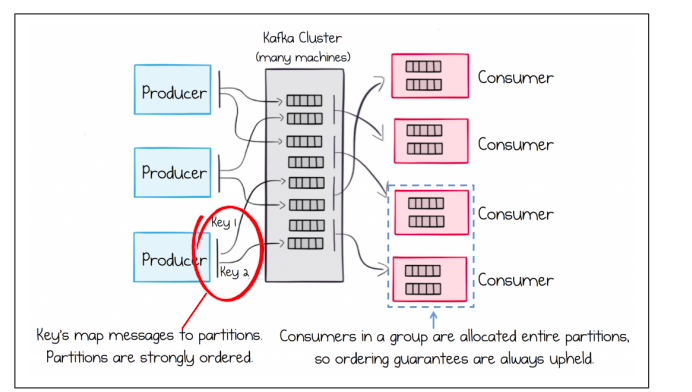 Kafka Cluster
(many machines)
Producer
Producer
Producer
Key 1
Key 2
Consumer
Consumer
Consumer
Consumer
Key's map messages to partitions.
Partitions are strongly ordered.
Consumers in a group are allocated entire partitions,
so ordering guarantees are always upheld.